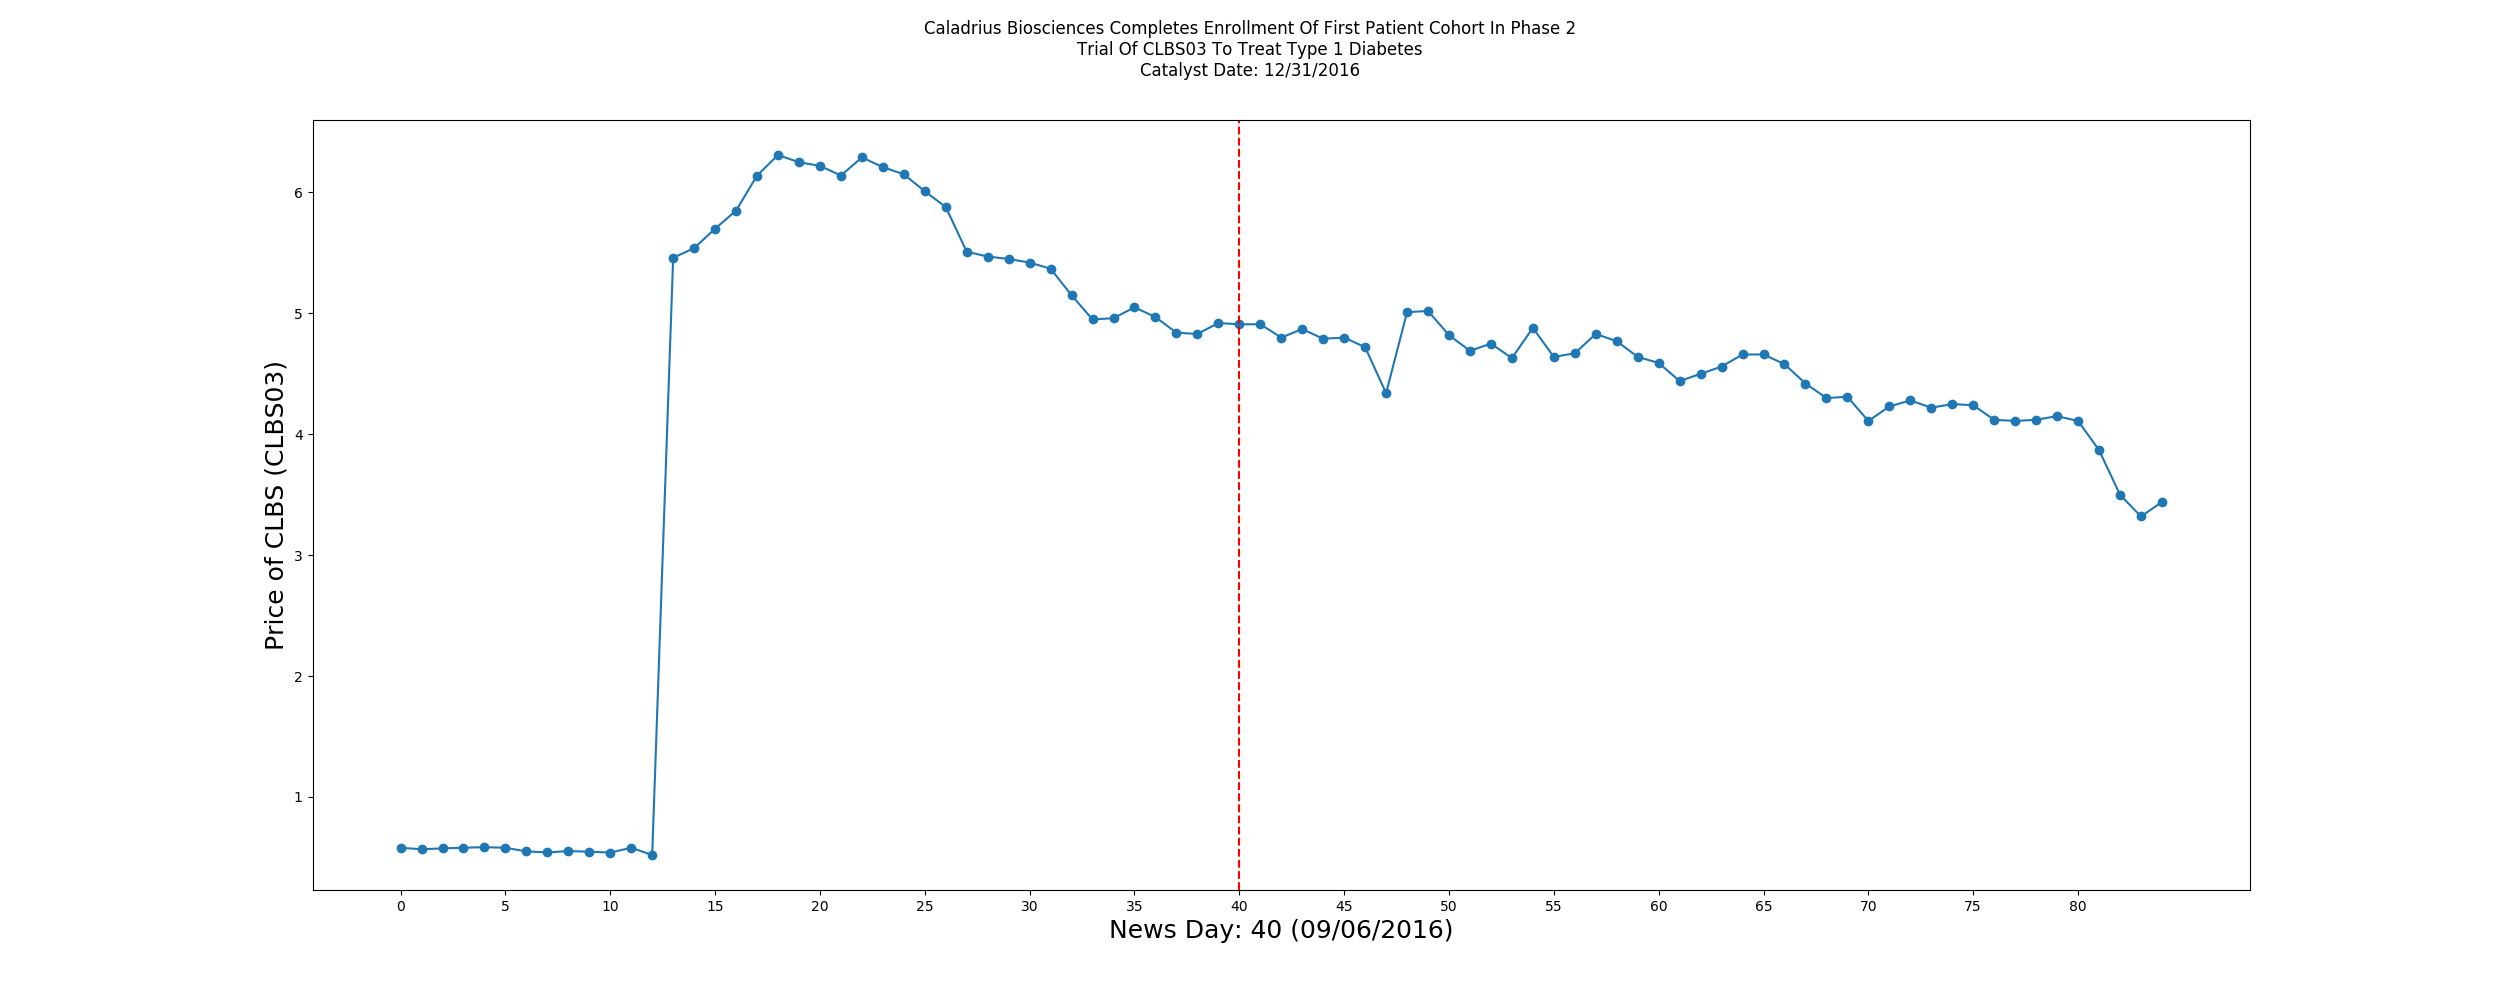 Caladrius Biosciences Completes Enrollment Of First Patient Cohort In Phase 2
Trial Of CLBS03 To Treat Type 1 Diabetes
Catalyst Date: 12/31/2016
Price of CLBS (CLBS03)
6
5
4
3
2
1
0 5 10 15 20 25 30 35 40 45 50 55 60 65 70 75 80
News Day: 40 (09/06/2016)